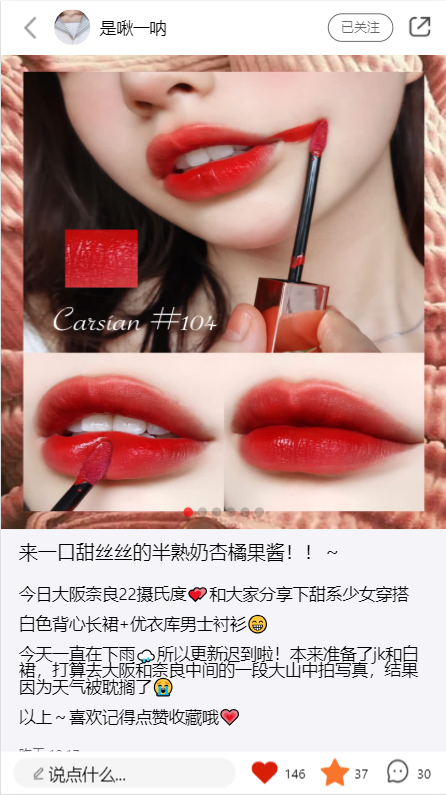 是啾一呐
已关注
Carsian #104
来一口甜丝丝的半熟奶杏橘果酱！！～
今日大阪奈良22摄氏度💕和大家分享下甜系少女穿搭
白色背心长裙+优衣库男士衬衫😁
今天一直在下雨🌧所以更新迟到啦！本来准备了jk和白
裙，打算去大阪和奈良中间的一段大山中拍写真，结果
因为天气被耽搁了😭
以上～喜欢记得点赞收藏哦💗
说点什么...
146
37
30